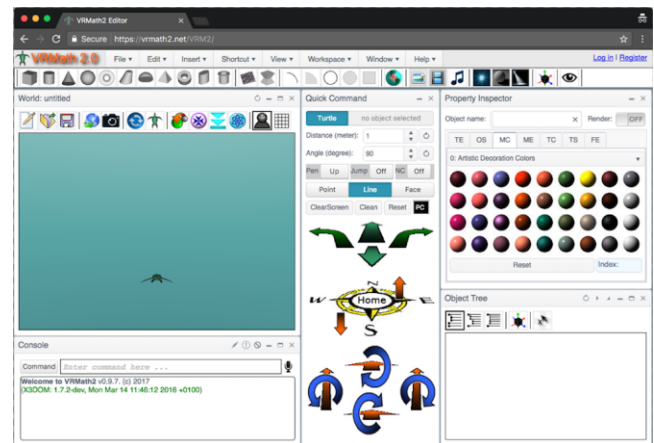 VRMath2 Editor
Secure https://vrmath2.net/VRM2/
VRMath 2.0 File Edit Insert Shortcut View Workspace Window Help Log in | Register
World: untitled
Quick Command
Turtle no object selected
Distance (meter): 1
Angle (degree): 90
Pen Up Jump Off NC Off
Point Line Face
ClearScreen Clean Reset PC
W Home E
S
Property Inspector
Object name: Render: OFF
TE OS MC ME TC TS FE
0: Artistic Decoration Colors
Reset Index:
Object Tree
Console
Command Enter command here ...
Welcome to VRMath2 v0.9.7. (c) 2017
(X3DOM: 1.7.2-dev, Mon Mar 14 11:46:12 2016 +0100)